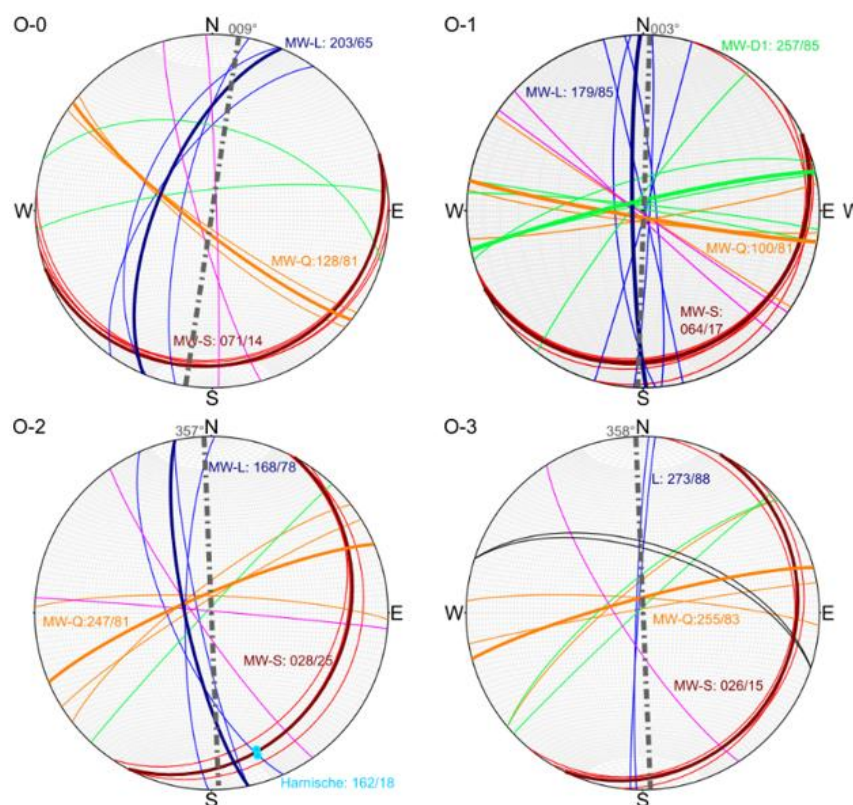 O-0
N
009°
MW-L: 203/65
W
E
MW-Q:128/81
MW-S: 071/14
S
O-1
N
003°
MW-D1: 257/85
MW-L: 179/85
W
E
W
MW-Q: 100/81
MW-S:
064/17
S
O-2
357°
N
MW-L: 168/78
W
E
MW-Q:247/81
MW-S: 028/25
S
Harnische: 162/18
O-3
358°
N
L: 273/88
W
E
MW-Q:255/83
MW-S: 026/15
S